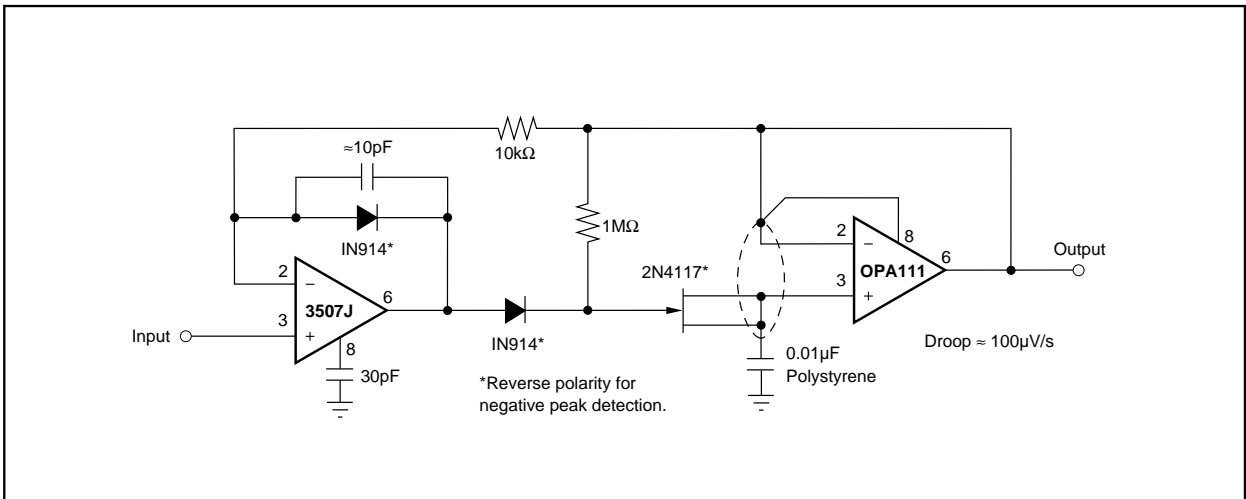 10kΩ
≈10pF
1MΩ
IN914*
2
8
2N4117*
2
6
Output
OPA111
−
−
3507J
6
3
+
Input
3
+
8
IN914*
0.01µF
Polystyrene
Droop ≈ 100µV/s
30pF
*Reverse polarity for
negative peak detection.